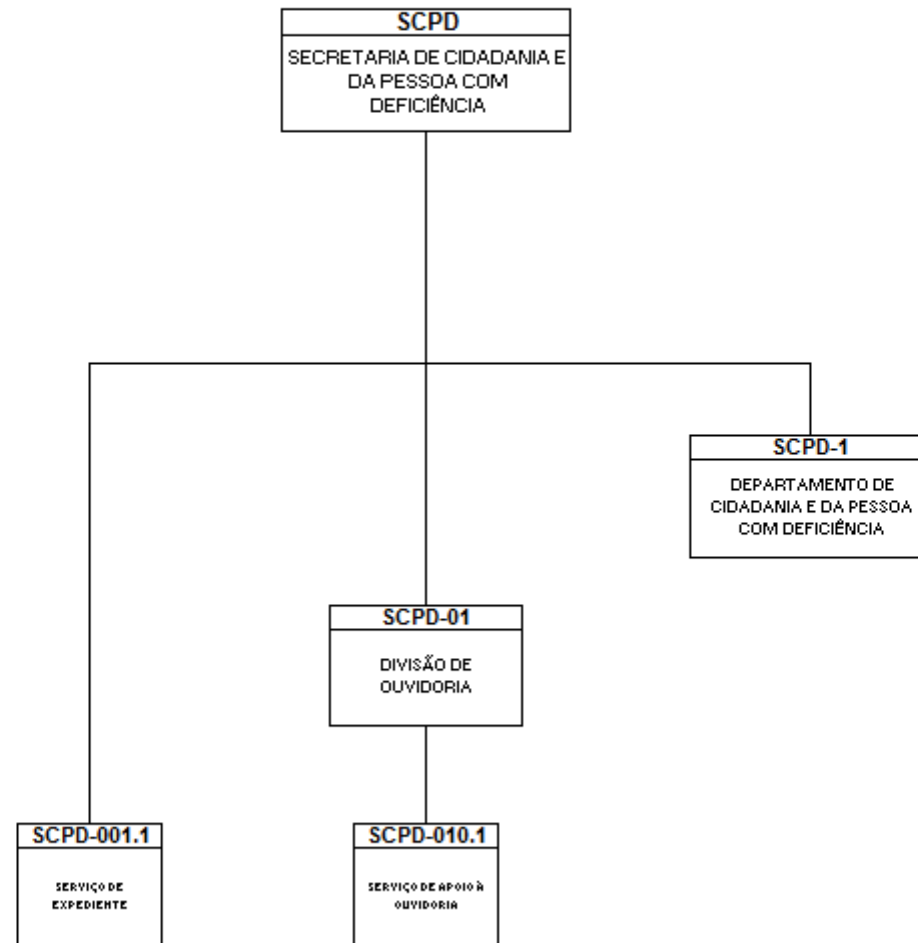 SCPD
SECRETARIA DE CIDADANIA E
DA PESSOA COM
DEFICIÊNCIA
SCPD-1
DEPARTAMENTO DE
CIDADANIA E DA PESSOA
COM DEFICIÊNCIA
SCPD-01
DIVISÃO DE
OUVIDORIA
SCPD-001.1
SERVIÇO DE
EXPEDIENTE
SCPD-010.1
SERVIÇO DE APOIO À
OUVIDORIA